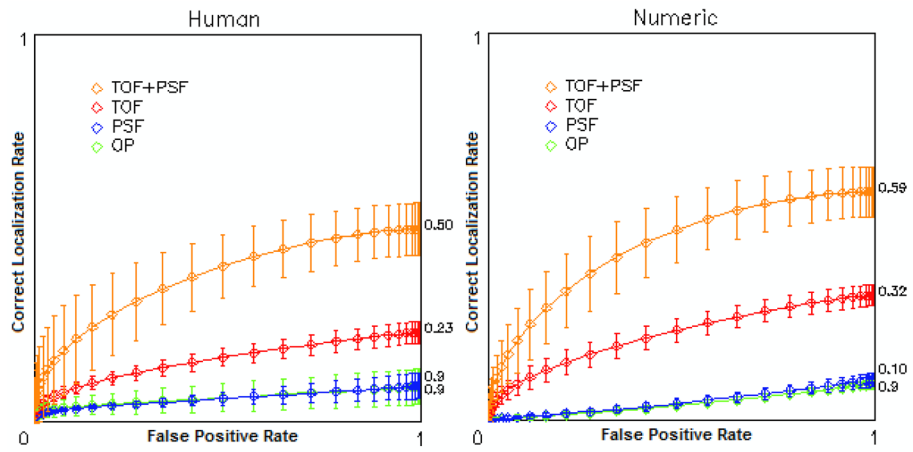 Human
1
TOF+PSF
TOF
PSF
OP
Correct Localization Rate
0.50
0.23
0.9
0.9
0
False Positive Rate
1
Numeric
1
TOF+PSF
TOF
PSF
OP
Correct Localization Rate
0.59
0.32
0.10
0.9
0
False Positive Rate
1